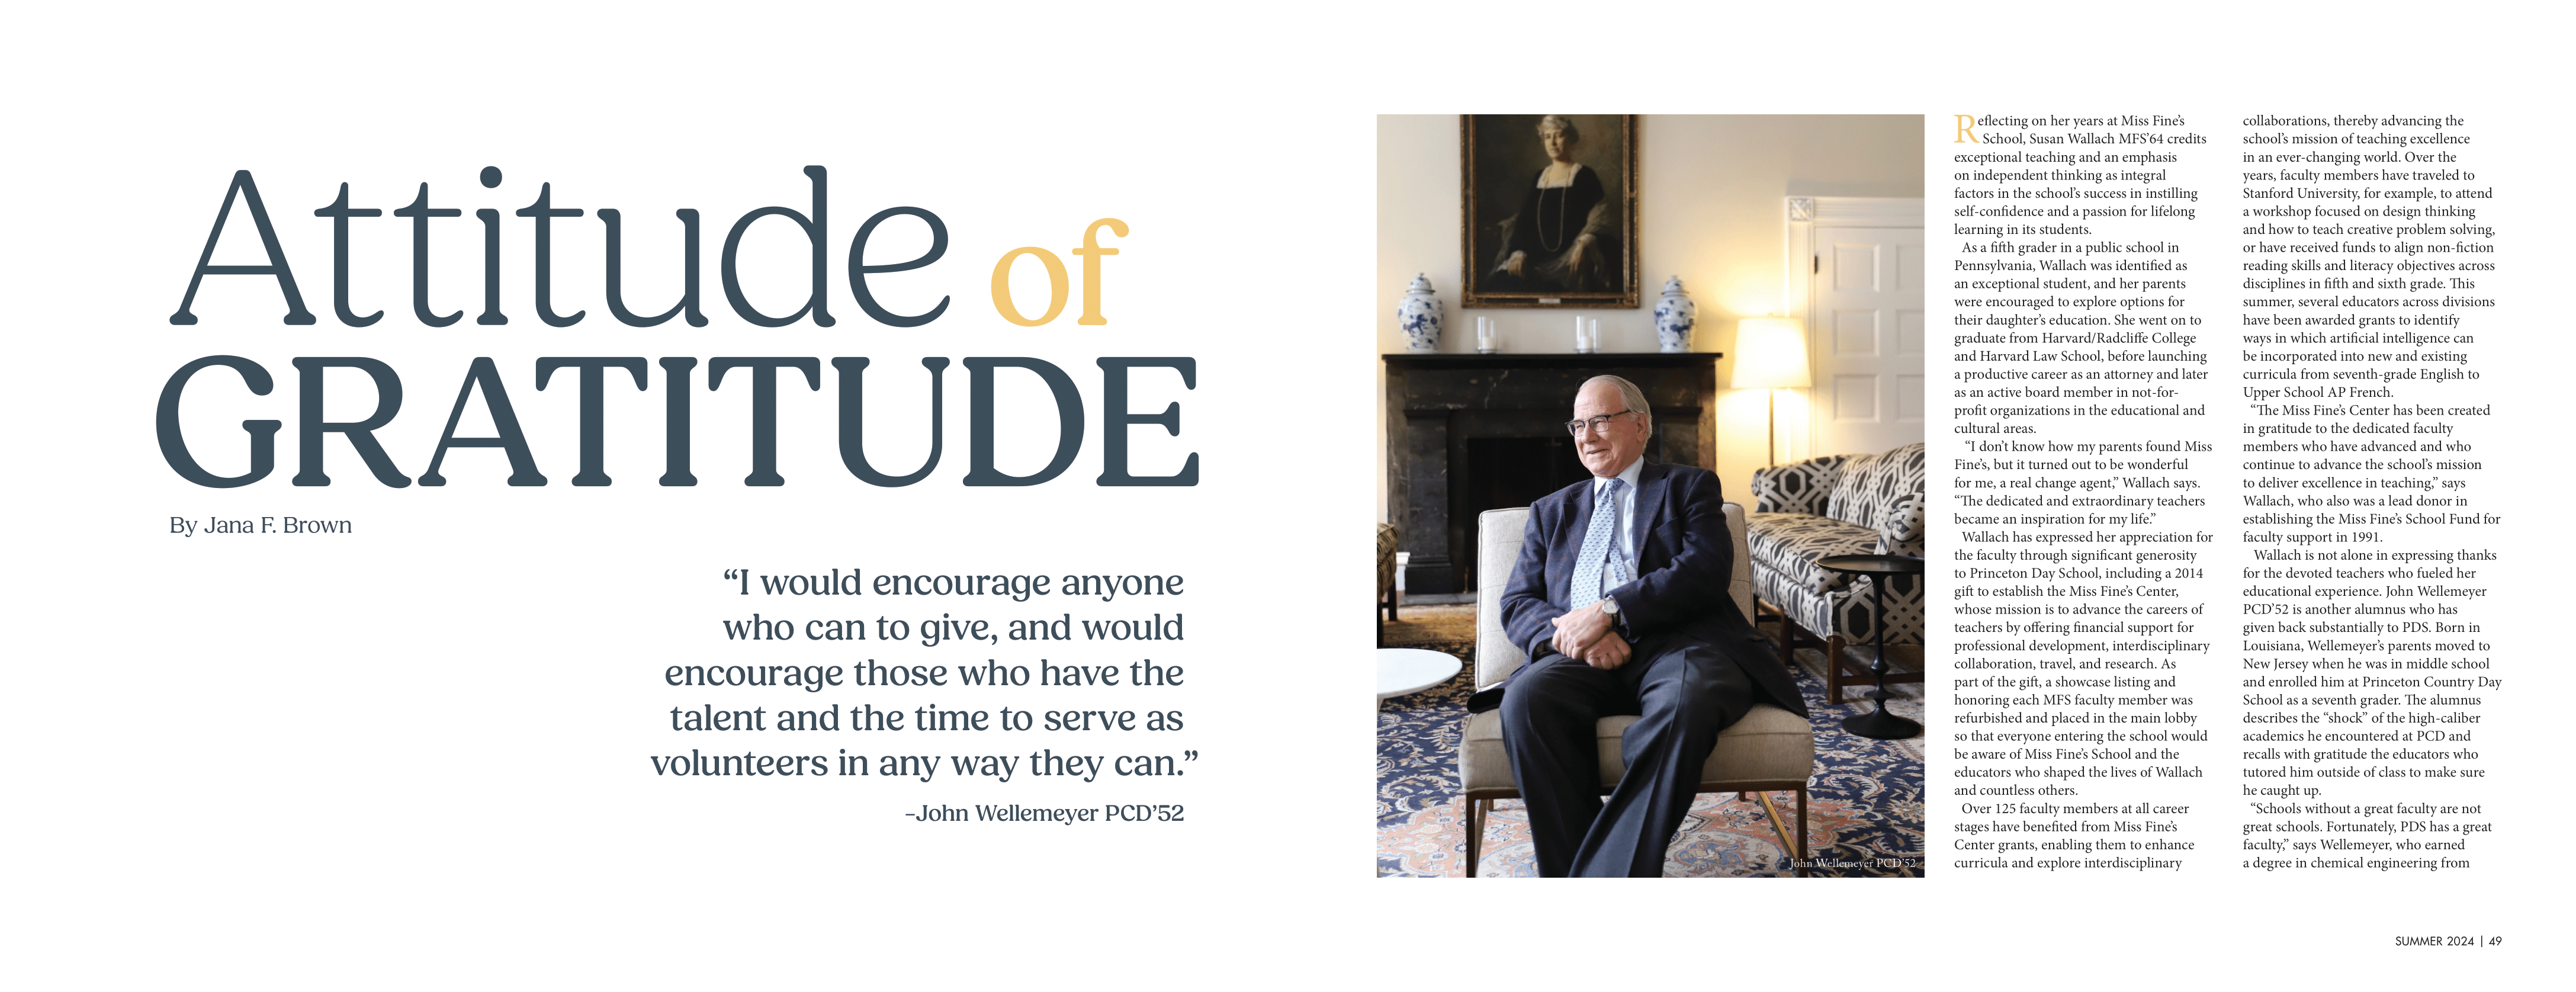 Attitude of
GRATITUDE
By Jana F. Brown
“I would encourage anyone
who can to give, and would
encourage those who have the
talent and the time to serve as
volunteers in any way they can.”
–John Wellemeyer PCD’52
John Wellemeyer PCD’52
Reflecting on her years at Miss Fine’s
School, Susan Wallach MFS’64 credits
exceptional teaching and an emphasis
on independent thinking as integral
factors in the school’s success in instilling
self-confidence and a passion for lifelong
learning in its students.
As a fifth grader in a public school in
Pennsylvania, Wallach was identified as
an exceptional student, and her parents
were encouraged to explore options for
their daughter’s education. She went on to
graduate from Harvard/Radcliffe College
and Harvard Law School, before launching
a productive career as an attorney and later
as an active board member in not-for-
profit organizations in the educational and
cultural areas.
“I don’t know how my parents found Miss
Fine’s, but it turned out to be wonderful
for me, a real change agent,” Wallach says.
“The dedicated and extraordinary teachers
became an inspiration for my life.”
Wallach has expressed her appreciation for
the faculty through significant generosity
to Princeton Day School, including a 2014
gift to establish the Miss Fine’s Center,
whose mission is to advance the careers of
teachers by offering financial support for
professional development, interdisciplinary
collaboration, travel, and research. As
part of the gift, a showcase listing and
honoring each MFS faculty member was
refurbished and placed in the main lobby
so that everyone entering the school would
be aware of Miss Fine’s School and the
educators who shaped the lives of Wallach
and countless others.
Over 125 faculty members at all career
stages have benefited from Miss Fine’s
Center grants, enabling them to enhance
curricula and explore interdisciplinary
collaborations, thereby advancing the
school’s mission of teaching excellence
in an ever-changing world. Over the
years, faculty members have traveled to
Stanford University, for example, to attend
a workshop focused on design thinking
and how to teach creative problem solving,
or have received funds to align non-fiction
reading skills and literacy objectives across
disciplines in fifth and sixth grade. This
summer, several educators across divisions
have been awarded grants to identify
ways in which artificial intelligence can
be incorporated into new and existing
curricula from seventh-grade English to
Upper School AP French.
“The Miss Fine’s Center has been created
in gratitude to the dedicated faculty
members who have advanced and who
continue to advance the school’s mission
to deliver excellence in teaching,” says
Wallach, who also was a lead donor in
establishing the Miss Fine’s School Fund for
faculty support in 1991.
Wallach is not alone in expressing thanks
for the devoted teachers who fueled her
educational experience. John Wellemeyer
PCD’52 is another alumnus who has
given back substantially to PDS. Born in
Louisiana, Wellemeyer’s parents moved to
New Jersey when he was in middle school
and enrolled him at Princeton Country Day
School as a seventh grader. The alumnus
describes the “shock” of the high-caliber
academics he encountered at PCD and
recalls with gratitude the educators who
tutored him outside of class to make sure
he caught up.
“Schools without a great faculty are not
great schools. Fortunately, PDS has a great
faculty,” says Wellemeyer, who earned
a degree in chemical engineering from
SUMMER 2024 | 49